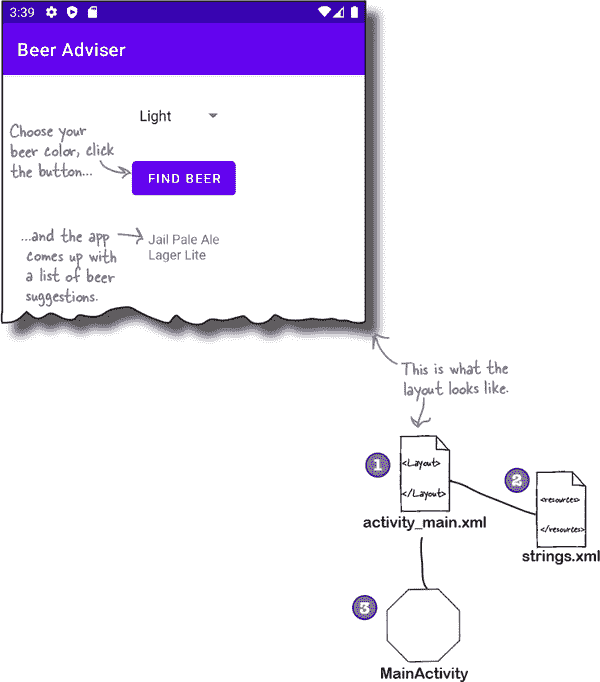 3:39
Beer Adviser
Light
Choose your
beer color, click
the button...
FIND BEER
...and the app
comes up with
a list of beer
suggestions.
Jail Pale Ale
Lager Lite
This is what the
layout looks like.
1
<Layout>
</Layout>
activity_main.xml
2
<resources>
</resources>
strings.xml
3
MainActivity